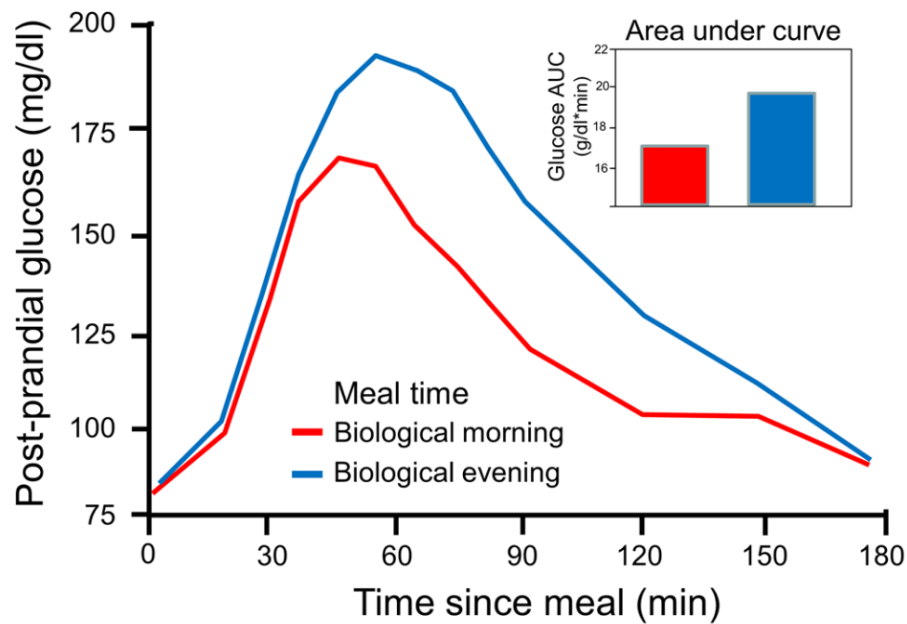 Post-prandial glucose (mg/dl)
200
175
150
125
100
75
0 30 60 90 120 150 180
Time since meal (min)
Meal time
Biological morning
Biological evening
Area under curve
Glucose AUC
(g/dl*min)
22
20
18
16